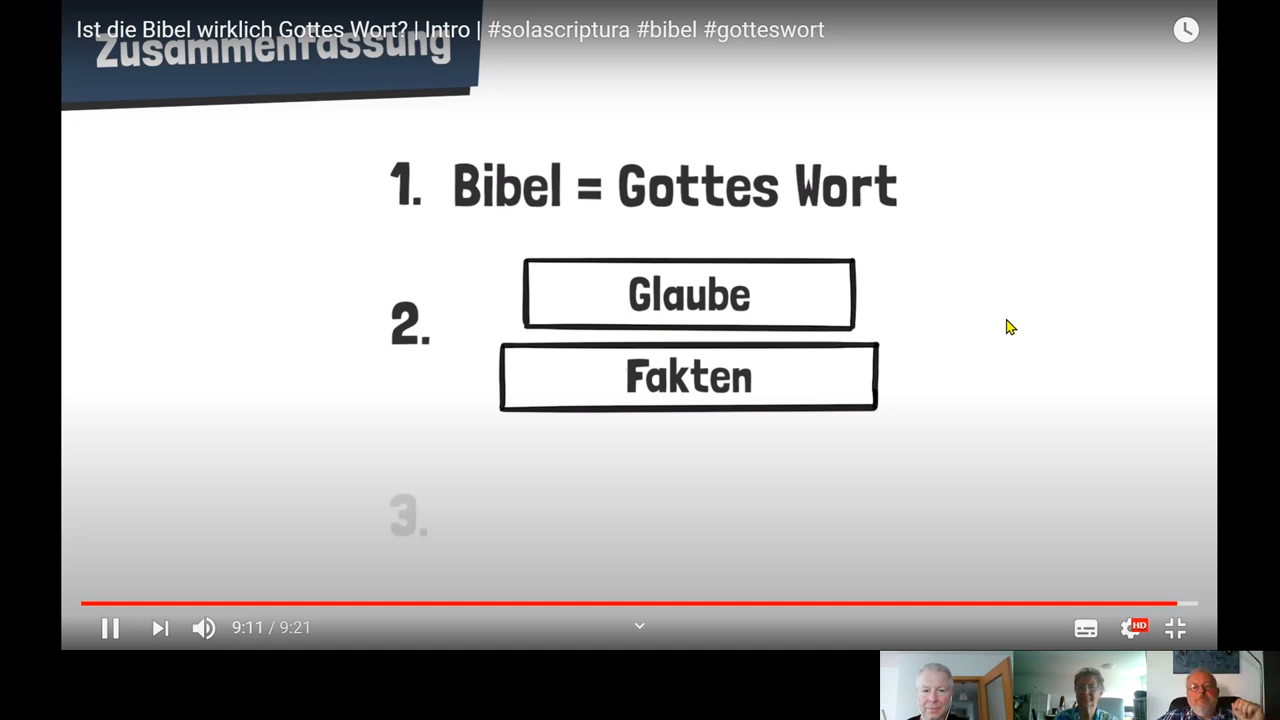 Ist die Bibel wirklich Gottes Wort? | Intro | #solascriptura #bibel #gotteswort
Zusammenfassung
1. Bibel = Gottes Wort
2.
Glaube
Fakten
3.
9:11 / 9:21
HD